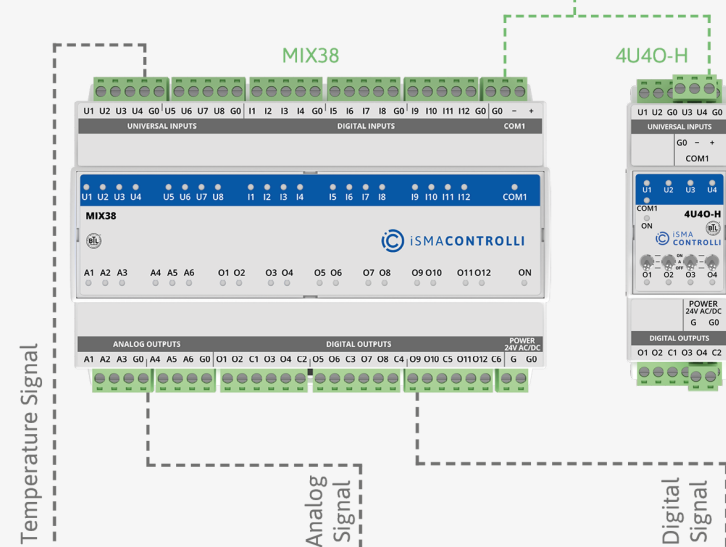 MIX38
4U4O-H
U1 U2 U3 U4 G0 U5 U6 U7 U8 G0 I1 I2 I3 I4 G0 I5 I6 I7 I8 G0 I9 I10 I11 I12 G0 G0 – +
UNIVERSAL INPUTS DIGITAL INPUTS COM1
U1 U2 U3 U4 U5 U6 U7 U8 I1 I2 I3 I4 I5 I6 I7 I8 I9 I10 I11 I12 COM1
MIX38
BTL
iSMACONTROLLI
A1 A2 A3 A4 A5 A6 O1 O2 O3 O4 O5 O6 O7 O8 O9 O10 O11 O12 ON
ANALOG OUTPUTS DIGITAL OUTPUTS POWER
24V AC/DC
A1 A2 A3 G0 A4 A5 A6 G0 O1 O2 C1 O3 O4 C2 O5 O6 C3 O7 O8 C4 O9 O10 C5 O11 O12 C6 G G0
U1 U2 G0 U3 U4 G0
UNIVERSAL INPUTS
G0 – +
COM1
U1 U2 U3 U4
COM1
4U4O-H
ON
BTL
iSMA
CONTROLLI
ON
A
OFF
O1 O2 O3 O4
POWER
24V AC/DC
G G0
DIGITAL OUTPUTS
O1 O2 C1 O3 O4 C2
Temperature Signal
Analog
Signal
Digital
Signal